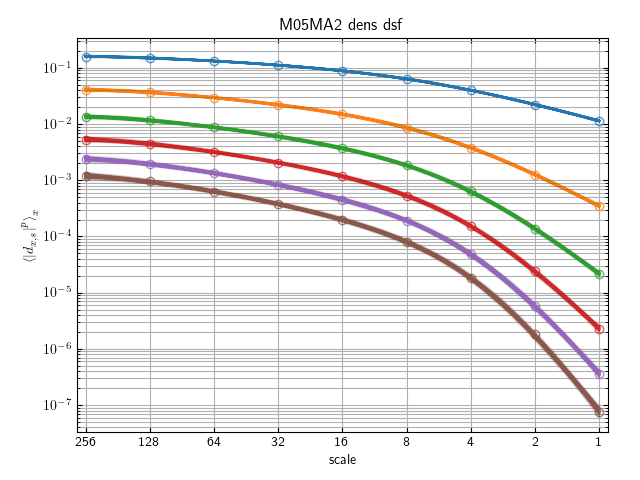 M05MA2 dens dsf
10⁻¹
10⁻²
10⁻³
10⁻⁴
10⁻⁵
10⁻⁶
10⁻⁷
⟨|d_{x,s}|^p⟩_x
256 128 64 32 16 8 4 2 1
scale